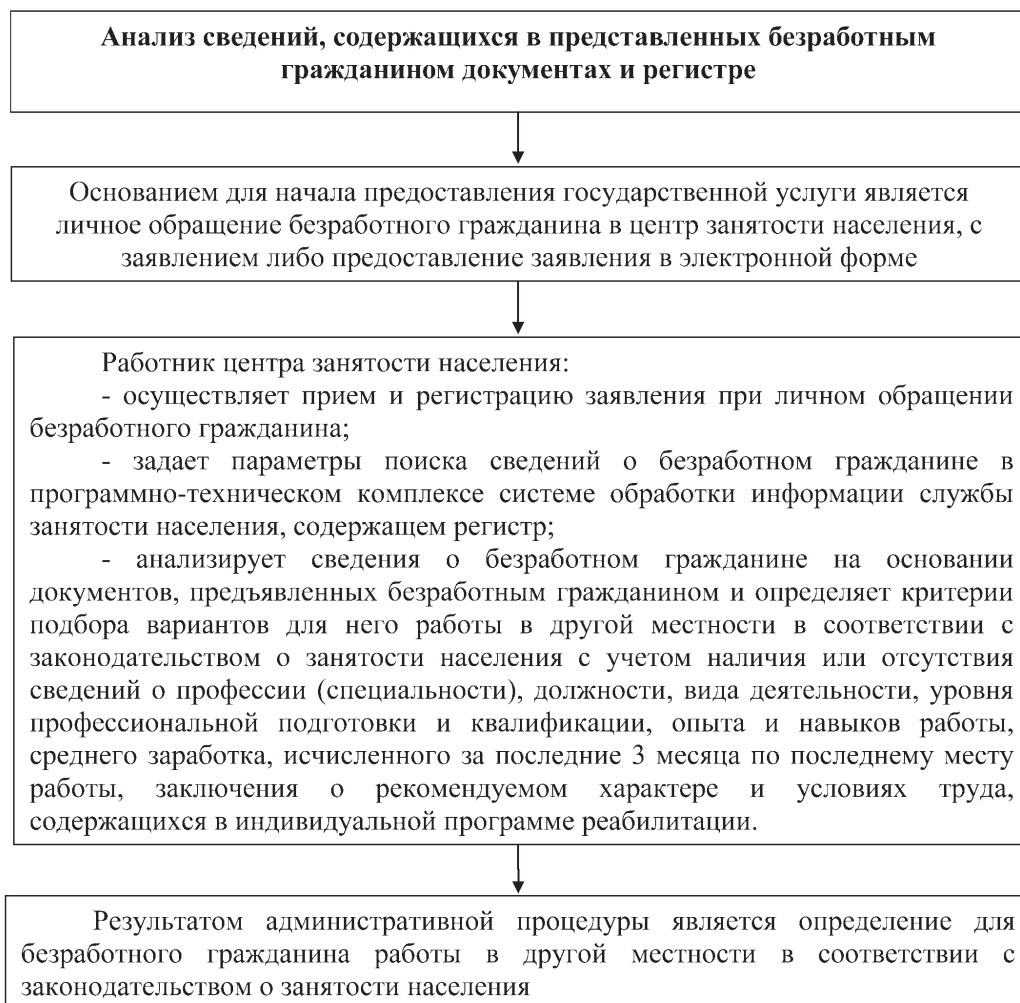 Анализ сведений, содержащихся в представленных безработным
гражданином документах и регистре
Основанием для начала предоставления государственной услуги является
личное обращение безработного гражданина в центр занятости населения, с
заявлением либо предоставление заявления в электронной форме
Работник центра занятости населения:
- осуществляет прием и регистрацию заявления при личном обращении
безработного гражданина;
- задает параметры поиска сведений о безработном гражданине в
программно-техническом комплексе системе обработки информации службы
занятости населения, содержащем регистр;
- анализирует сведения о безработном гражданине на основании
документов, предъявленных безработным гражданином и определяет критерии
подбора вариантов для него работы в другой местности в соответствии с
законодательством о занятости населения с учетом наличия или отсутствия
сведений о профессии (специальности), должности, вида деятельности, уровня
профессиональной подготовки и квалификации, опыта и навыков работы,
среднего заработка, исчисленного за последние 3 месяца по последнему месту
работы, заключения о рекомендуемом характере и условиях труда,
содержащихся в индивидуальной программе реабилитации.
Результатом административной процедуры является определение для
безработного гражданина работы в другой местности в соответствии с
законодательством о занятости населения